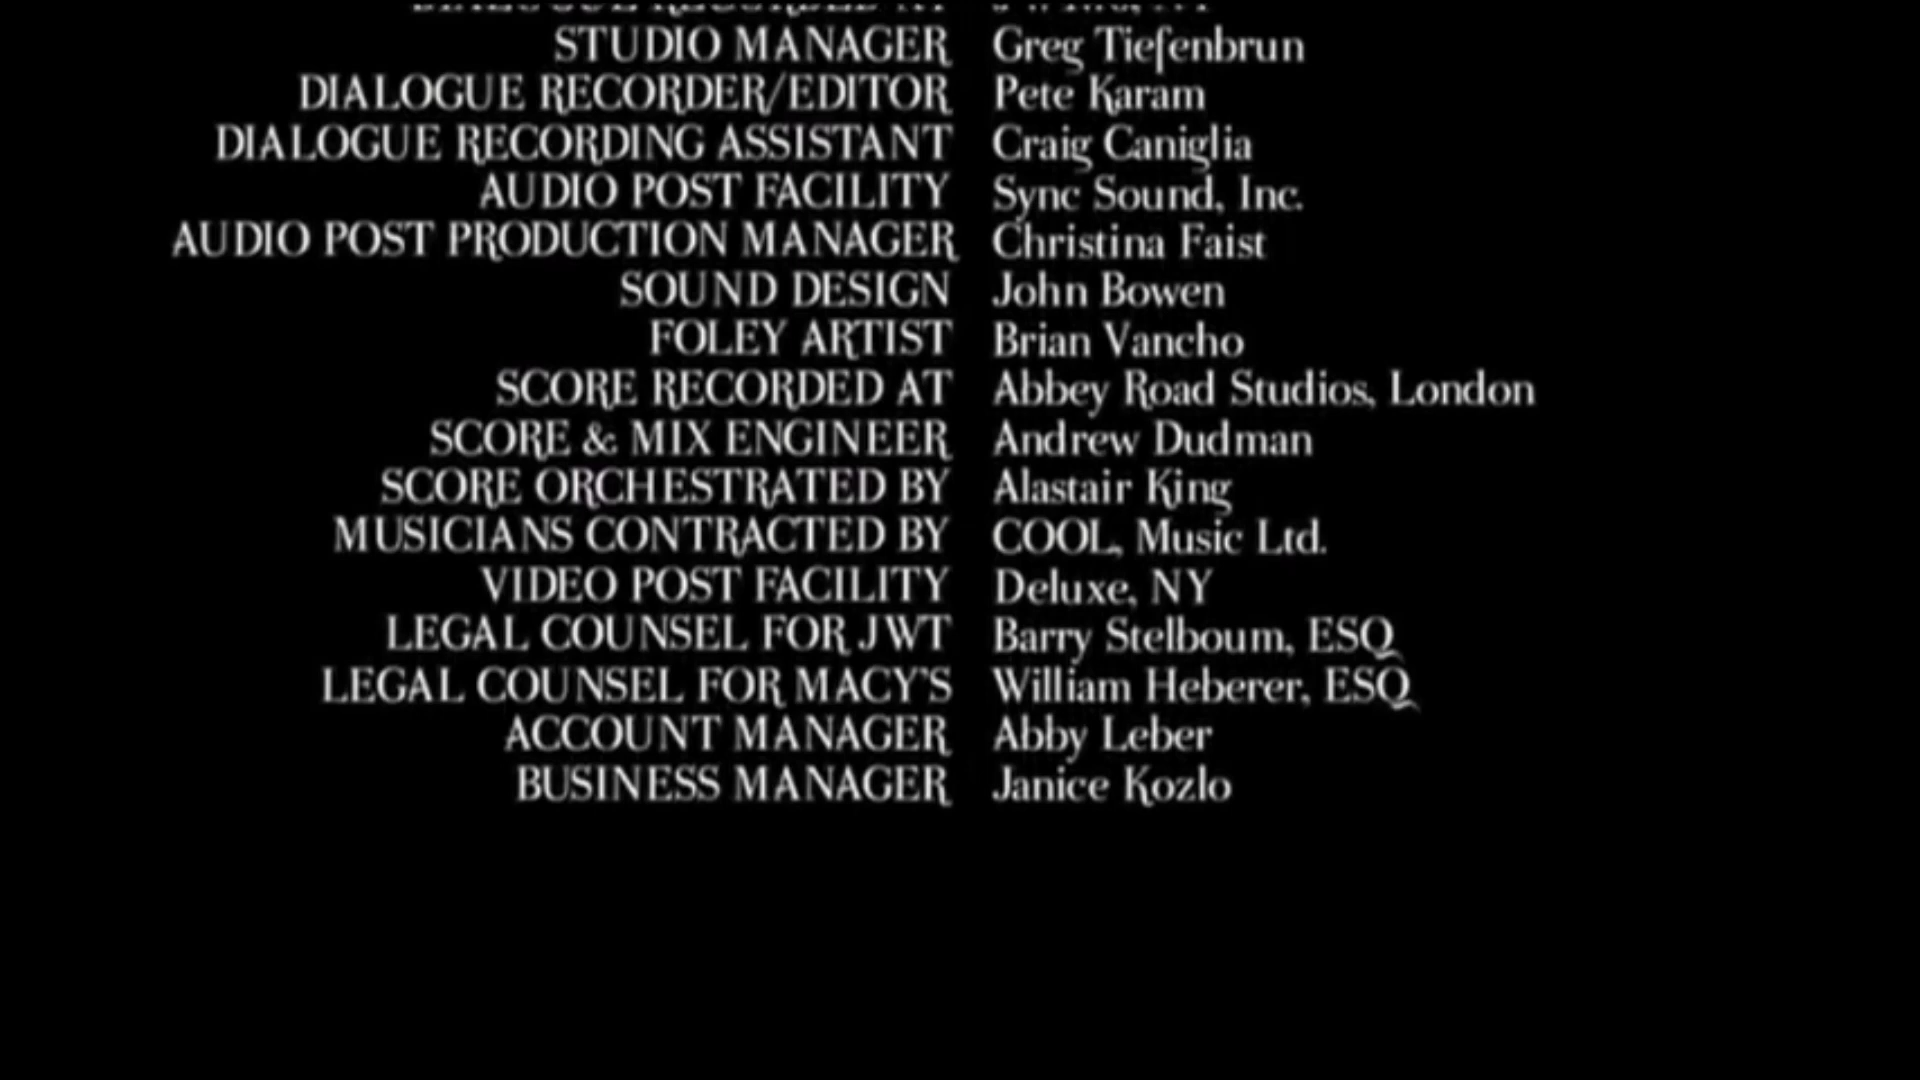 STUDIO MANAGER Greg Tiefenbrun
DIALOGUE RECORDER/EDITOR Pete Karam
DIALOGUE RECORDING ASSISTANT Craig Caniglia
AUDIO POST FACILITY Sync Sound, Inc.
AUDIO POST PRODUCTION MANAGER Christina Faist
SOUND DESIGN John Bowen
FOLEY ARTIST Brian Vancho
SCORE RECORDED AT Abbey Road Studios, London
SCORE & MIX ENGINEER Andrew Dudman
SCORE ORCHESTRATED BY Alastair King
MUSICIANS CONTRACTED BY COOL, Music Ltd.
VIDEO POST FACILITY Deluxe, NY
LEGAL COUNSEL FOR JWT Barry Stelboum, ESQ
LEGAL COUNSEL FOR MACY'S William Heberer, ESQ
ACCOUNT MANAGER Abby Leber
BUSINESS MANAGER Janice Kozlo